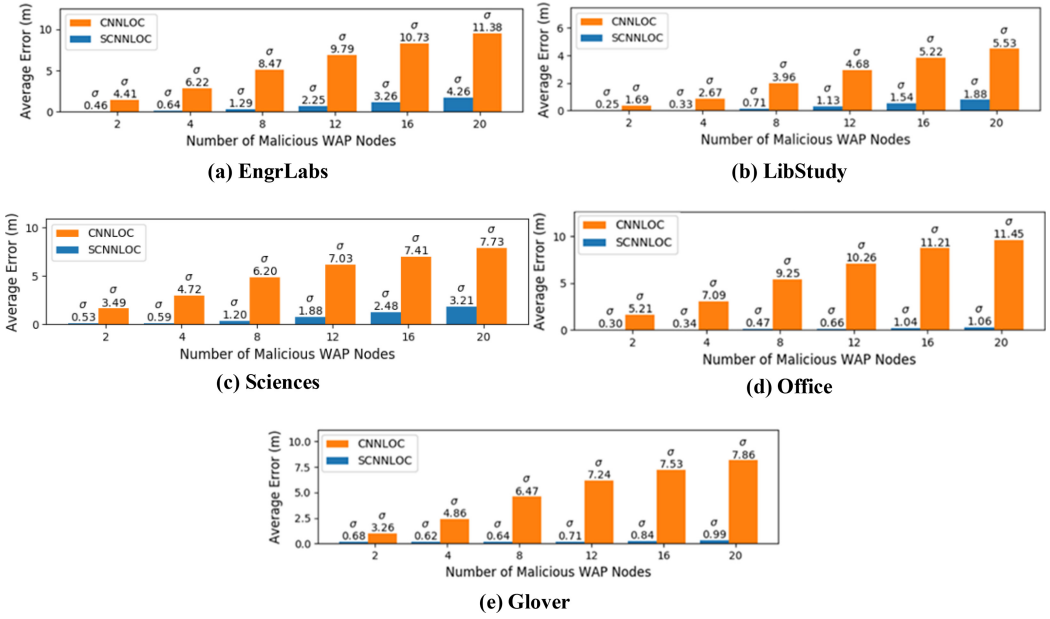 Average Error (m)
10
5
0
CNNLOC
SCNNLOC
σ σ σ σ σ σ σ σ σ σ σ σ
0.46 4.41 0.64 6.22 1.29 8.47 2.25 9.79 3.26 10.73 4.26 11.38
2 4 8 12 16 20
Number of Malicious WAP Nodes
(a) EngrLabs
Average Error (m)
6
4
2
0
CNNLOC
SCNNLOC
σ σ σ σ σ σ σ σ σ σ σ σ
0.25 1.69 0.33 2.67 0.71 3.96 1.13 4.68 1.54 5.22 1.88 5.53
2 4 8 12 16 20
Number of Malicious WAP Nodes
(b) LibStudy
Average Error (m)
10
5
0
CNNLOC
SCNNLOC
σ σ σ σ σ σ σ σ σ σ σ σ
0.53 3.49 0.59 4.72 1.20 6.20 1.88 7.03 2.48 7.41 3.21 7.73
2 4 8 12 16 20
Number of Malicious WAP Nodes
(c) Sciences
Average Error (m)
10
5
0
CNNLOC
SCNNLOC
σ σ σ σ σ σ σ σ σ σ σ σ
0.30 5.21 0.34 7.09 0.47 9.25 0.66 10.26 1.04 11.21 1.06 11.45
2 4 8 12 16 20
Number of Malicious WAP Nodes
(d) Office
Average Error (m)
10.0
7.5
5.0
2.5
0.0
CNNLOC
SCNNLOC
σ σ σ σ σ σ σ σ σ σ σ σ
0.68 3.26 0.62 4.86 0.64 6.47 0.71 7.24 0.84 7.53 0.99 7.86
2 4 8 12 16 20
Number of Malicious WAP Nodes
(e) Glover